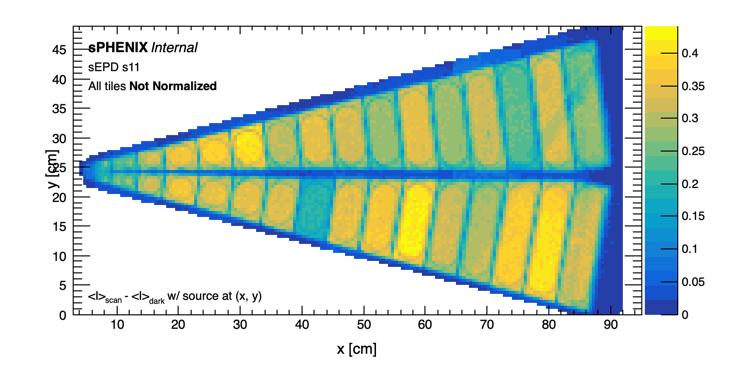 sPHENIX Internal
sEPD s11
All tiles Not Normalized
<I>scan - <I>dark w/ source at (x, y)
y [cm]
45
40
35
30
25
20
15
10
5
0
10 20 30 40 50 60 70 80 90
x [cm]
0.4
0.35
0.3
0.25
0.2
0.15
0.1
0.05
0